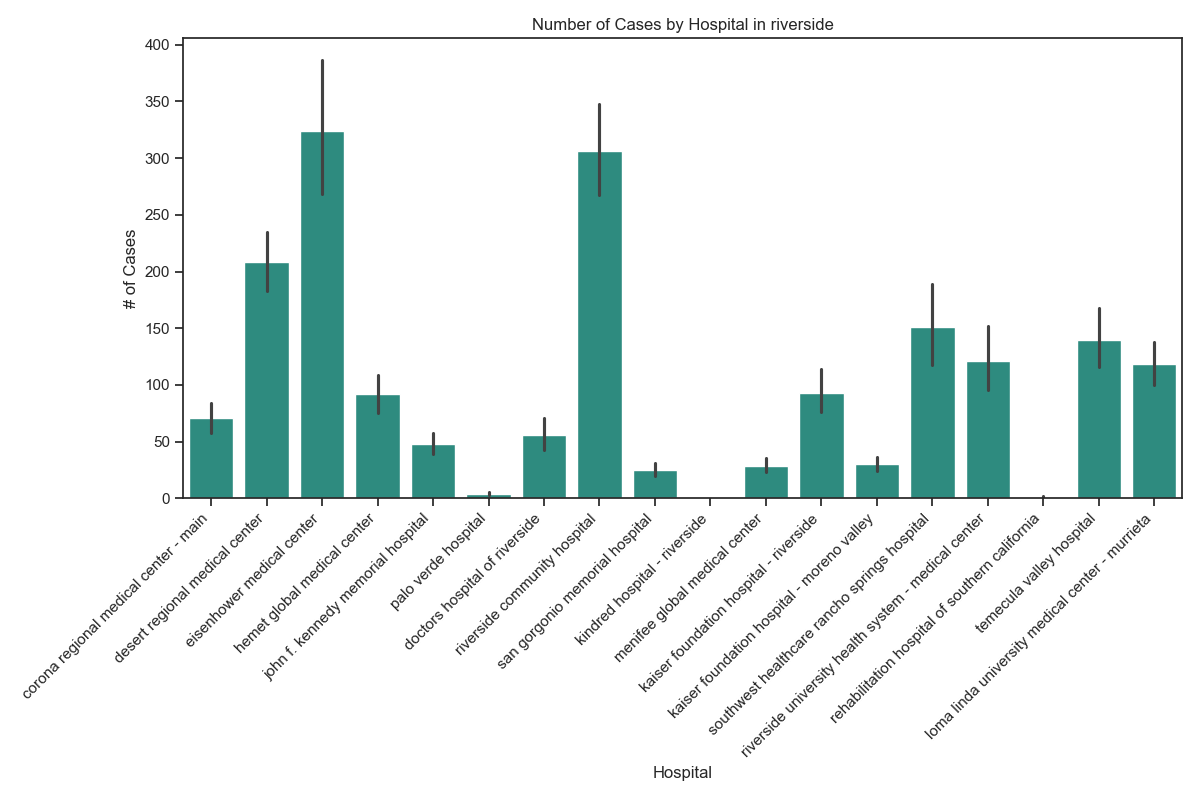 Number of Cases by Hospital in riverside
# of Cases
400
350
300
250
200
150
100
50
0
corona regional medical center - main
desert regional medical center
eisenhower medical center
hemet global medical center
john f. kennedy memorial hospital
palo verde hospital
doctors hospital of riverside
riverside community hospital
san gorgonio memorial hospital
kindred hospital - riverside
menifee global medical center
kaiser foundation hospital - riverside
kaiser foundation hospital - moreno valley
southwest healthcare rancho springs hospital
riverside university health system - medical center
rehabilitation hospital of southern california
temecula valley hospital
loma linda university medical center - murrieta
Hospital